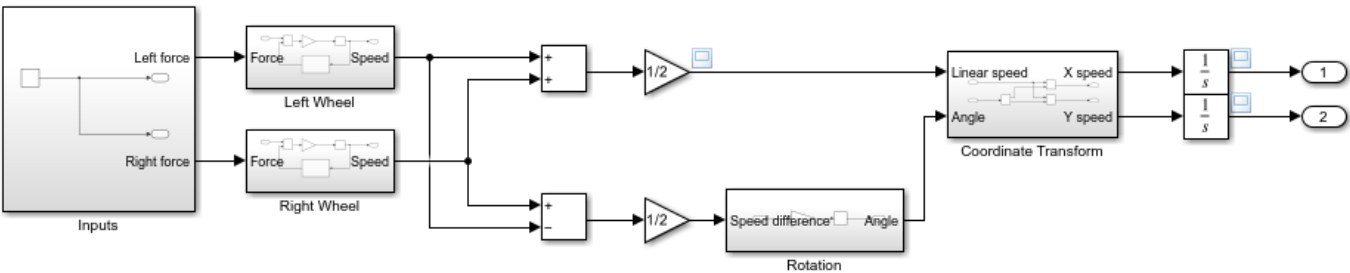 Left force
Right force
Inputs
Force
Speed
Left Wheel
Force
Speed
Right Wheel
+
+
+
−
1/2
1/2
Speed difference
Angle
Rotation
Linear speed
X speed
Angle
Y speed
Coordinate Transform
1
s
1
s
1
2